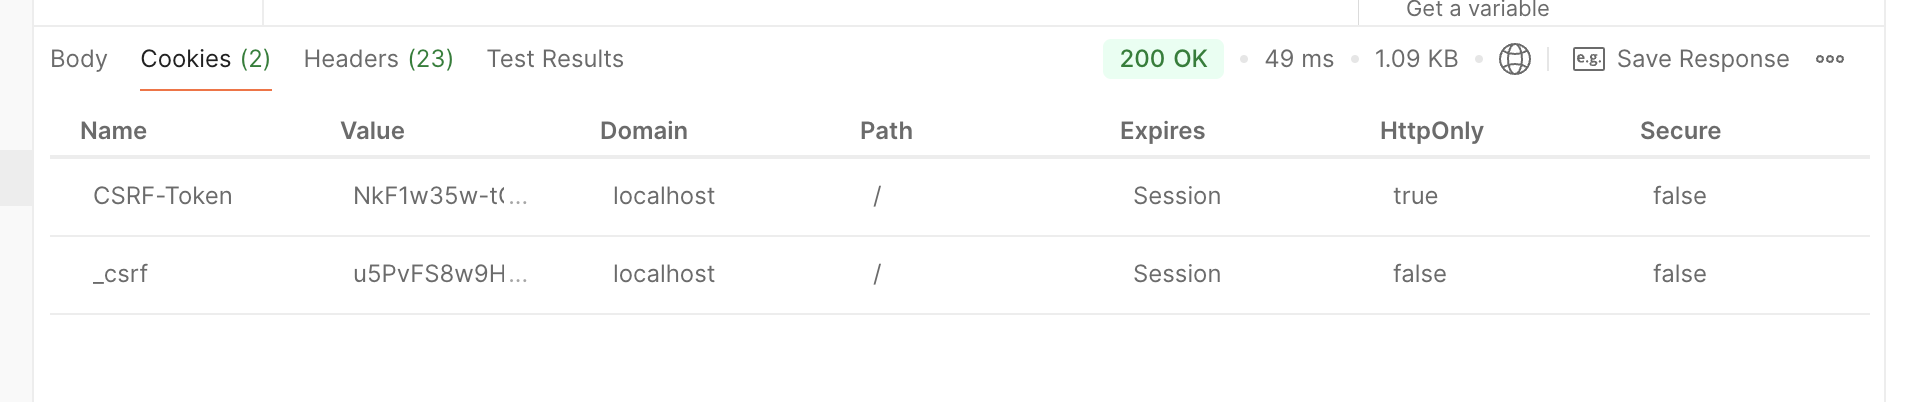 Get a variable
Body Cookies (2) Headers (23) Test Results 200 OK • 49 ms • 1.09 KB • e.g. Save Response
Name Value Domain Path Expires HttpOnly Secure
CSRF-Token NkF1w35w-t... localhost / Session true false
_csrf u5PvFS8w9H... localhost / Session false false